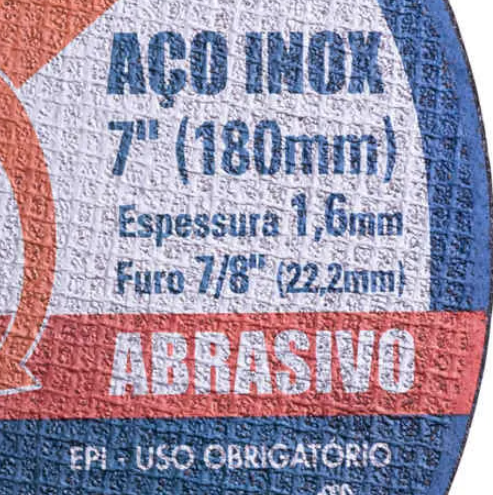 AÇO INOX
7" (180mm)
Espessura 1,6mm
Furo 7/8" (22,2mm)
ABRASIVO
EPI - USO OBRIGATÓRIO